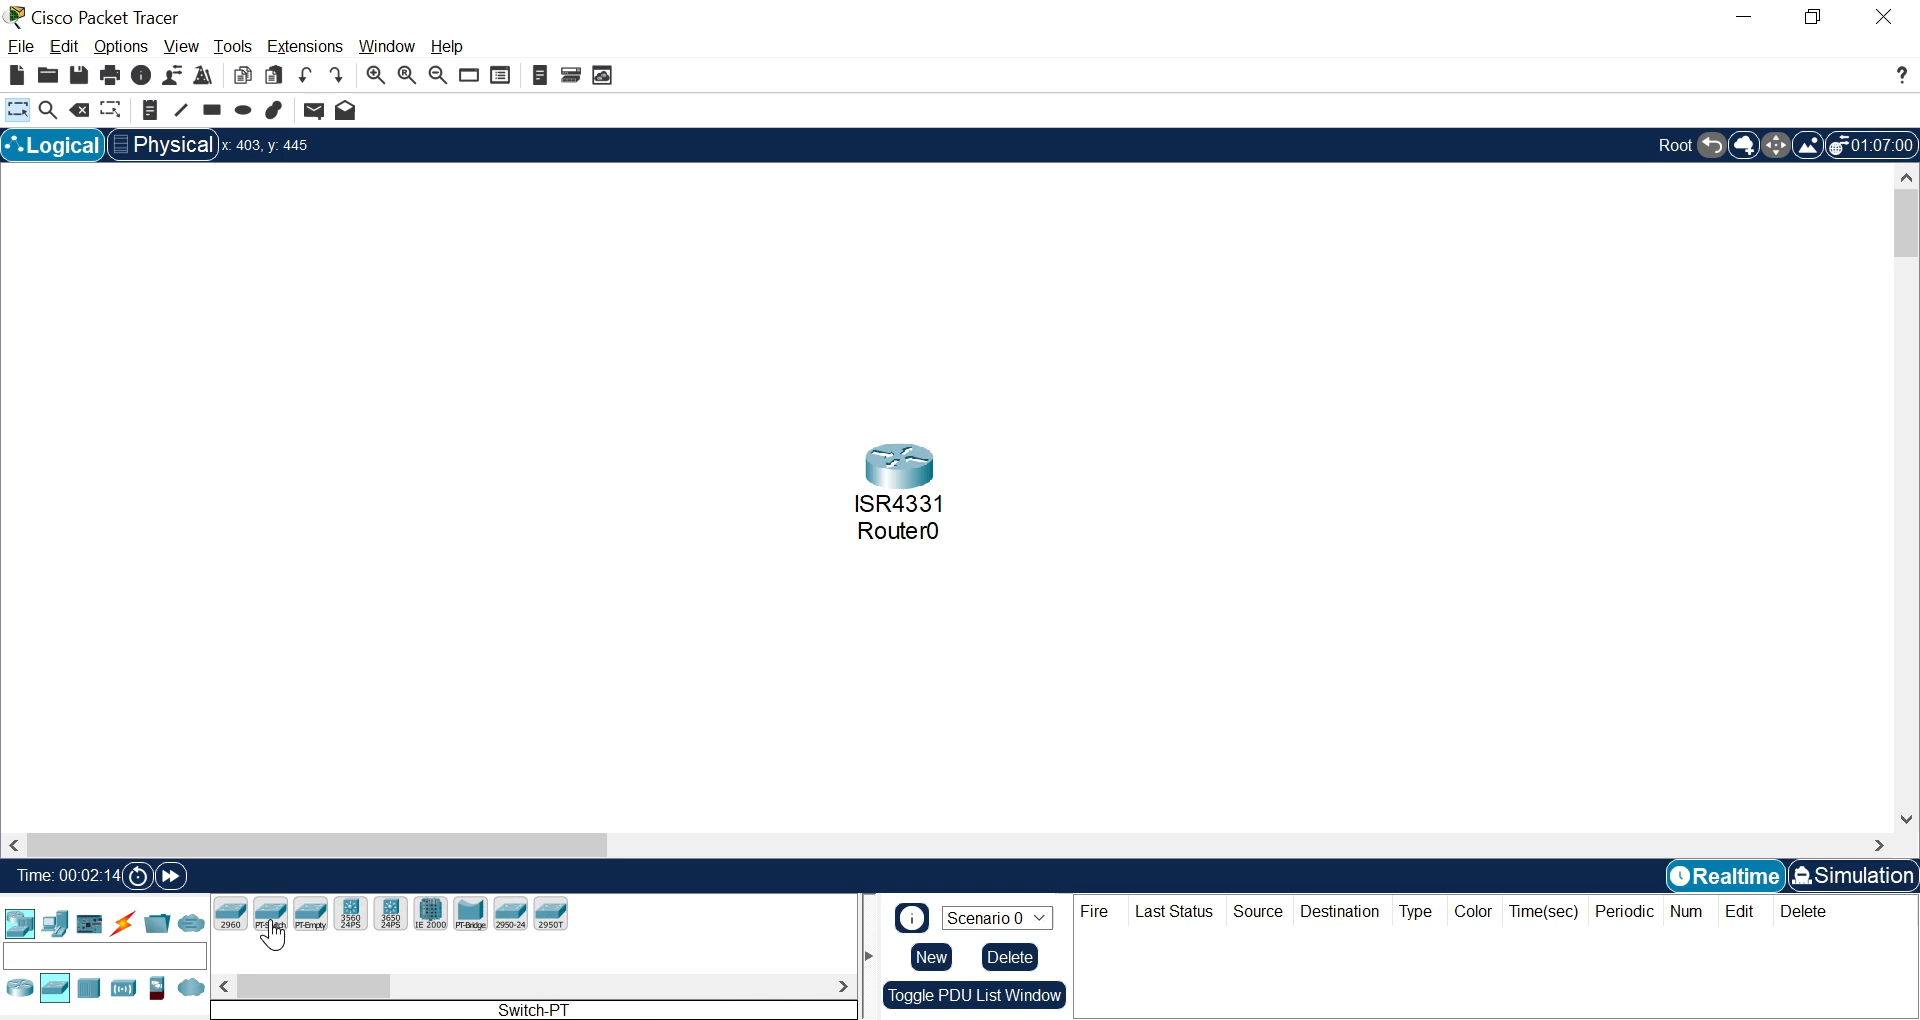 Cisco Packet Tracer
File Edit Options View Tools Extensions Window Help
?
Logical Physical x: 403, y: 445 Root 01:07:00
ISR4331
Router0
Time: 00:02:14 Realtime Simulation
2960 PT-Empty 3560 24PS 3650 24PS IE 2000 PT-Bridge 2950-24 2950T
Switch-PT
Scenario 0
New Delete
Toggle PDU List Window
Fire Last Status Source Destination Type Color Time(sec) Periodic Num Edit Delete